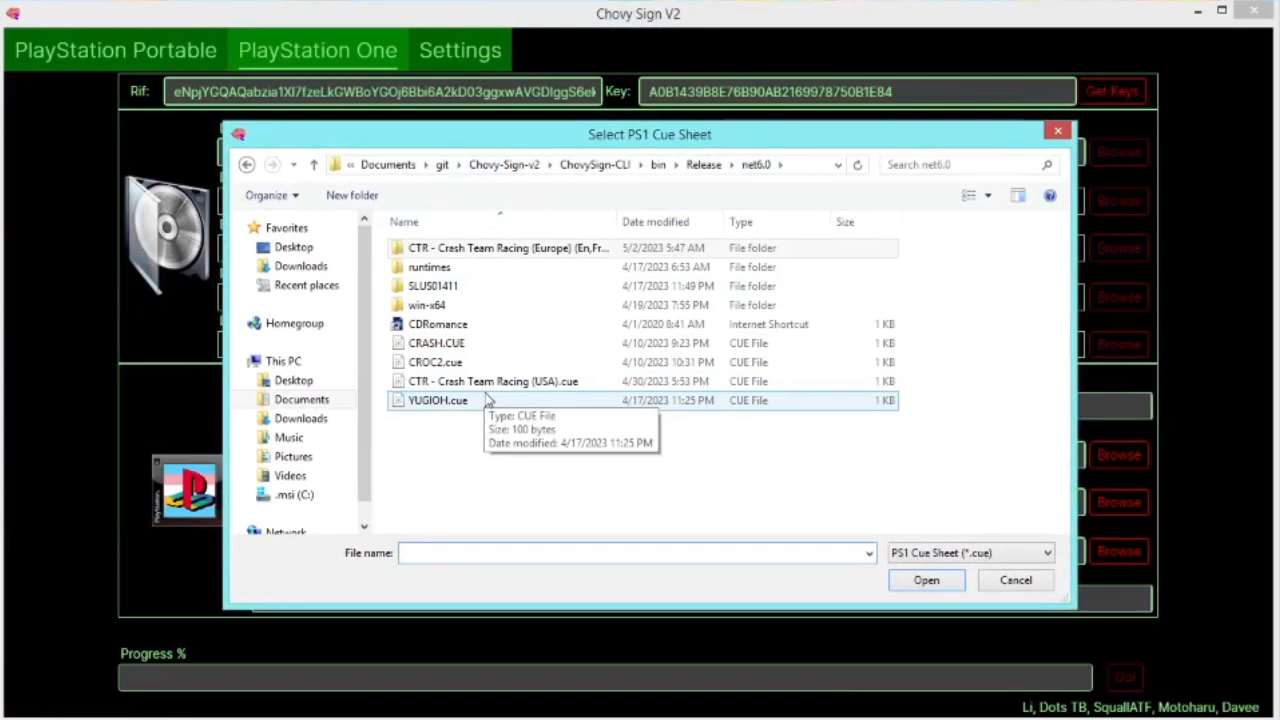 Chovy Sign V2
PlayStation Portable PlayStation One Settings
Rif: Key: A0B1439B8E76B90AB2169978750B1E84 Get Keys
Select PS1 Cue Sheet
« Documents git Chovy-Sign-v2 ChovySign-CLI bin Release net6.0 Search net6.0
Organize New folder
Name Date modified Type Size
Favorites
Desktop
Downloads
Recent places
Homegroup
This PC
Desktop
Documents
Downloads
Music
Pictures
Videos
.msi (C:)
Network
CTR - Crash Team Racing (Europe) (En,Fr... 5/2/2023 5:47 AM File folder
runtimes 4/17/2023 6:53 AM File folder
SLUS01411 4/17/2023 11:49 PM File folder
win-x64 4/19/2023 7:55 PM File folder
CDRomance 4/1/2020 8:41 AM Internet Shortcut 1 KB
CRASH.CUE 4/10/2023 9:23 PM CUE File 1 KB
CROC2.cue 4/10/2023 10:31 PM CUE File 1 KB
CTR - Crash Team Racing (USA).cue 4/30/2023 5:53 PM CUE File 1 KB
YUGIOH.cue 4/17/2023 11:25 PM CUE File 1 KB
Type: CUE File
Size: 100 bytes
Date modified: 4/17/2023 11:25 PM
File name: PS1 Cue Sheet (*.cue)
Open Cancel
Browse
Browse
Browse
Browse
Browse
Browse
Browse
Browse
PlayStation
Progress %
Go!
Li, Dots TB, SquallATF, Motoharu, Davee